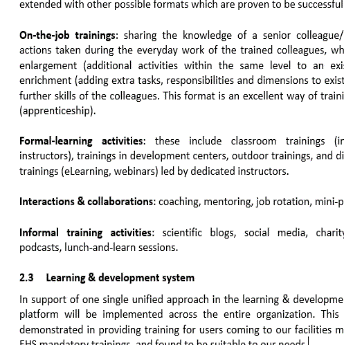 extended with other possible formats which are proven to be successful
On-the-job trainings: sharing the knowledge of a senior colleague/
actions taken during the everyday work of the trained colleagues, wh
enlargement (additional activities within the same level to an exi
enrichment (adding extra tasks, responsibilities and dimensions to exist
further skills of the colleagues. This format is an excellent way of traini
(apprenticeship).
Formal-learning activities: these include classroom trainings (in
instructors), trainings in development centers, outdoor trainings, and di
trainings (eLearning, webinars) led by dedicated instructors.
Interactions & collaborations: coaching, mentoring, job rotation, mini-p
Informal training activities: scientific blogs, social media, charity
podcasts, lunch-and-learn sessions.
2.3 Learning & development system
In support of one single unified approach in the learning & developme
platform will be implemented across the entire organization. This
demonstrated in providing training for users coming to our facilities m
EHS mandatory trainings, and found to be suitable to our needs.